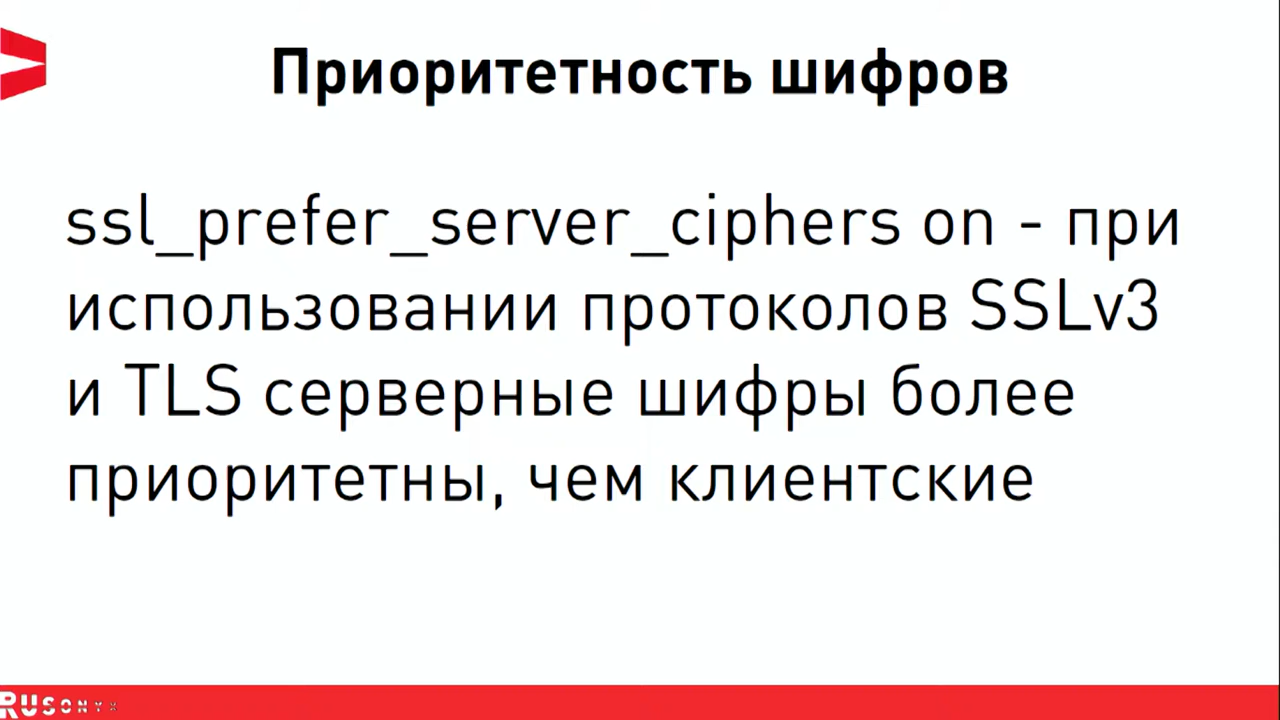 Приоритетность шифров
ssl_prefer_server_ciphers on - при
использовании протоколов SSLv3
и TLS серверные шифры более
приоритетны, чем клиентские
RUSONYX